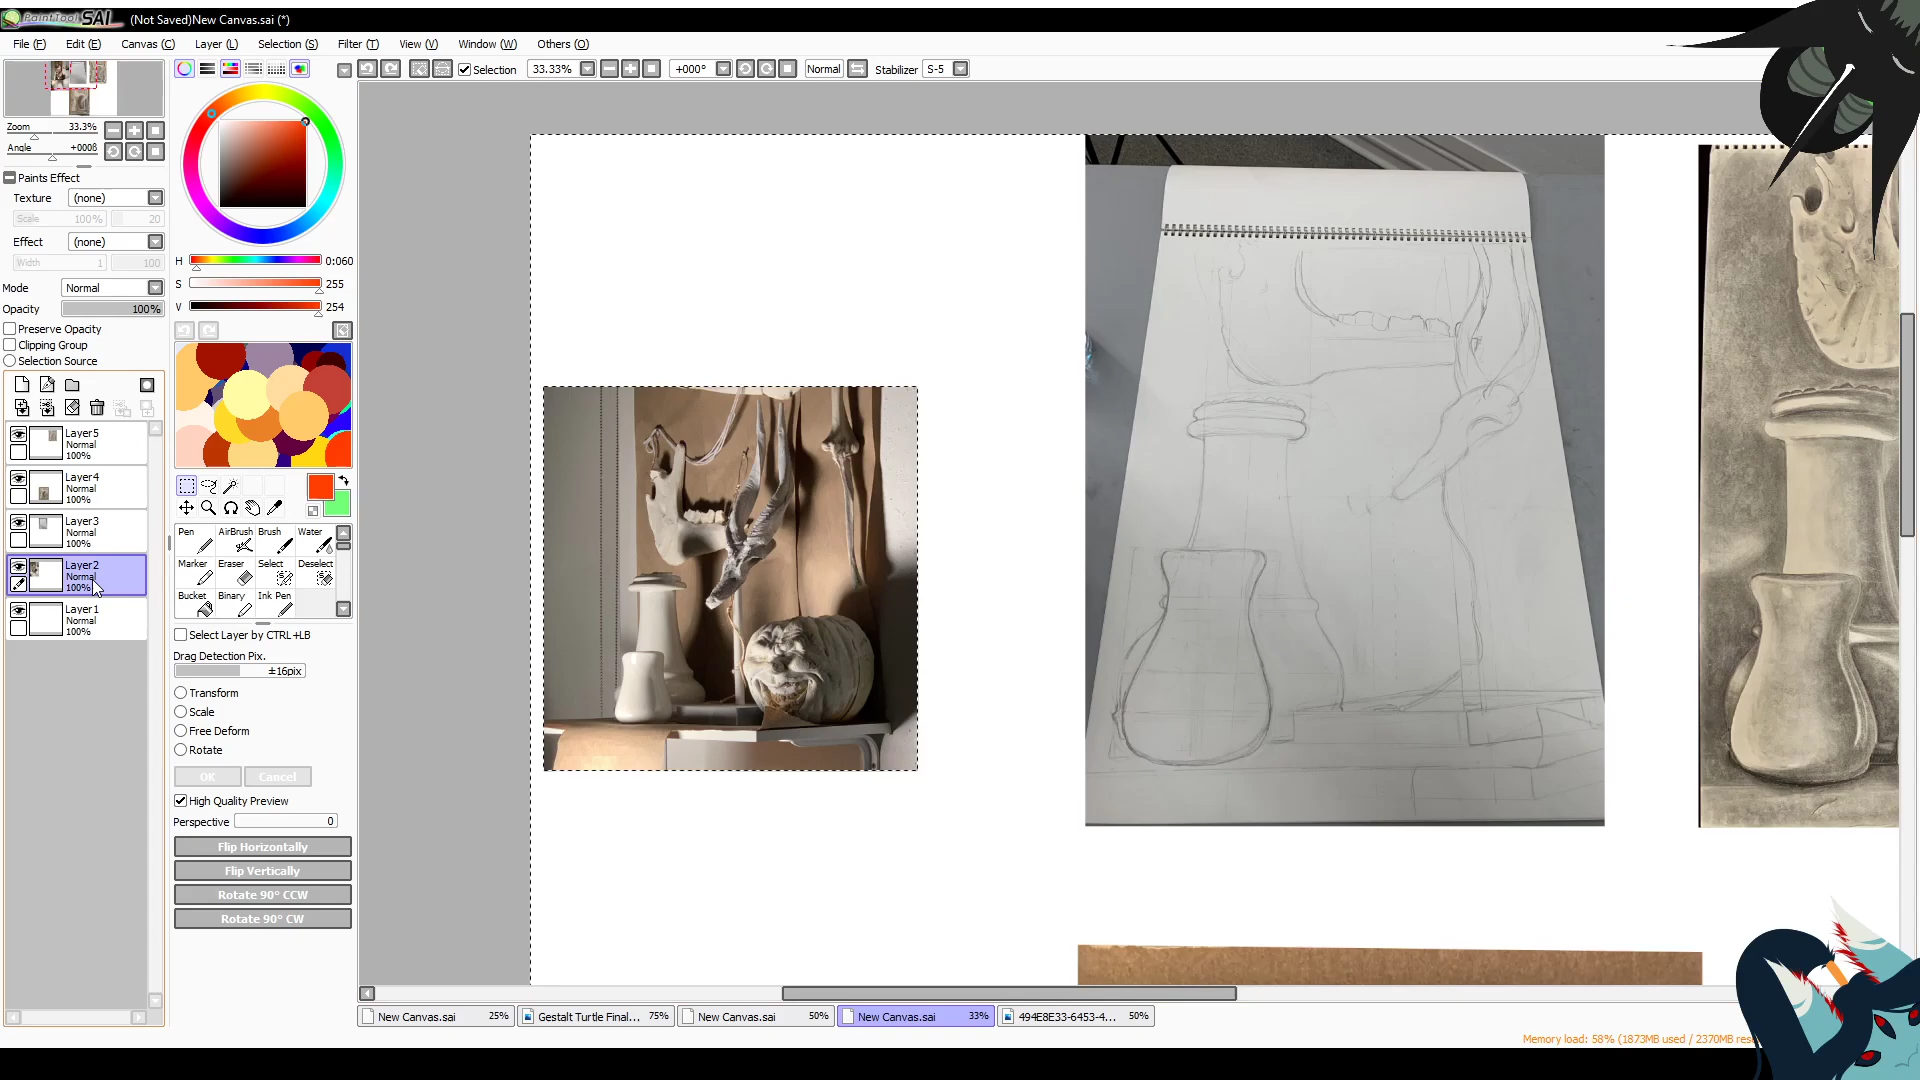 PaintTool SAI (Not Saved)New Canvas.sai (*)
File (F) Edit (E) Canvas (C) Layer (L) Selection (S) Filter (T) View (V) Window (W) Others (O)
Selection 33.33% +000° Normal Stabilizer S-5
Zoom 33.3%
Angle +000ß
Paints Effect
Texture (none)
Scale 100% 20
Effect (none)
Width 1 100
Mode Normal
Opacity 100%
Preserve Opacity
Clipping Group
Selection Source
Layer5
Normal
100%
Layer4
Normal
100%
Layer3
Normal
100%
Layer2
Normal
100%
Layer1
Normal
100%
H 0:060
S 255
V 254
Pen AirBrush Brush Water
Marker Eraser Select Deselect
Bucket Binary Ink Pen
Select Layer by CTRL+LB
Drag Detection Pix.
±16pix
Transform
Scale
Free Deform
Rotate
OK Cancel
High Quality Preview
Perspective 0
Flip Horizontally
Flip Vertically
Rotate 90° CCW
Rotate 90° CW
New Canvas.sai 25% Gestalt Turtle Final... 75% New Canvas.sai 50% New Canvas.sai 33% 494E8E33-6453-4... 50%
Memory load: 58% (1873MB used / 2370MB